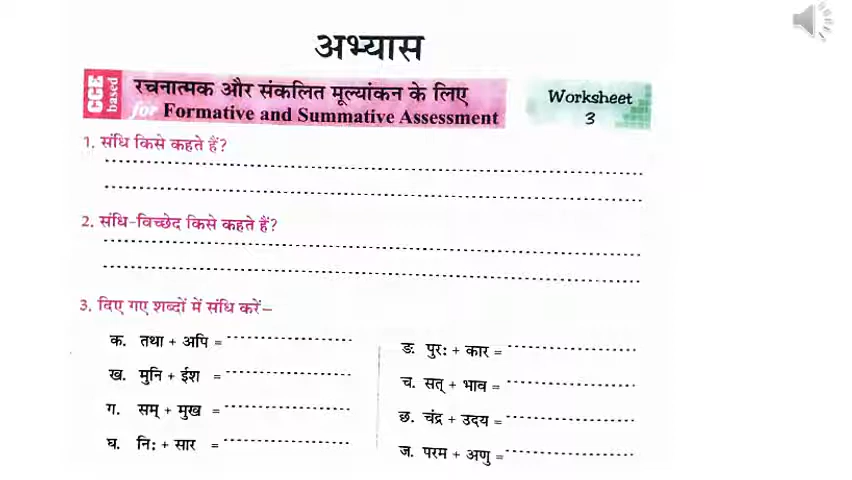 अभ्यास
CCE based
रचनात्मक और संकलित मूल्यांकन के लिए
for Formative and Summative Assessment
Worksheet
3
1. संधि किसे कहते हैं?
2. संधि-विच्छेद किसे कहते हैं?
3. दिए गए शब्दों में संधि करें–
क. तथा + अपि =
ख. मुनि + ईश =
ग. सम् + मुख =
घ. नि: + सार =
ङ. पुर: + कार =
च. सत् + भाव =
छ. चंद्र + उदय =
ज. परम + अणु =